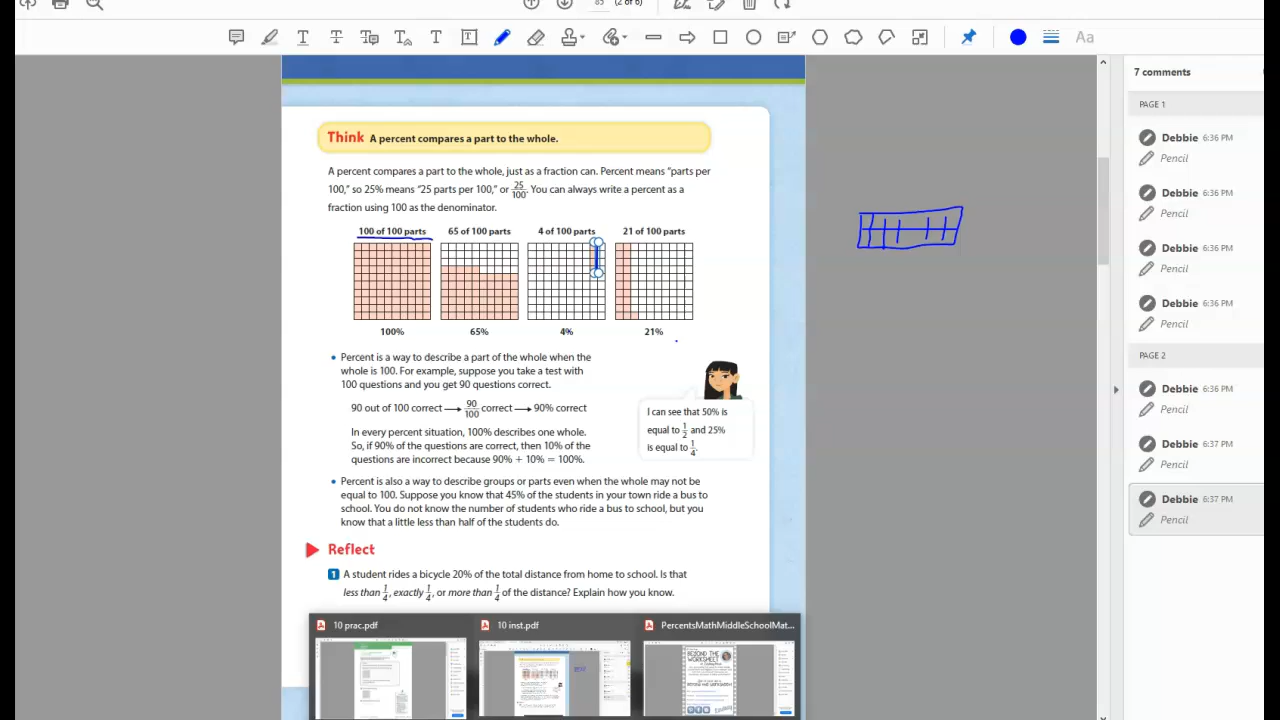 85 (2 of 6)
Aa
7 comments
Think A percent compares a part to the whole.
PAGE 1
A percent compares a part to the whole, just as a fraction can. Percent means “parts per
100,” so 25% means “25 parts per 100,” or 25/100. You can always write a percent as a
fraction using 100 as the denominator.
100 of 100 parts 65 of 100 parts 4 of 100 parts 21 of 100 parts
100% 65% 4% 21%
• Percent is a way to describe a part of the whole when the
whole is 100. For example, suppose you take a test with
100 questions and you get 90 questions correct.
90 out of 100 correct → 90/100 correct → 90% correct
In every percent situation, 100% describes one whole.
So, if 90% of the questions are correct, then 10% of the
questions are incorrect because 90% + 10% = 100%.
I can see that 50% is
equal to 1/2 and 25%
is equal to 1/4.
• Percent is also a way to describe groups or parts even when the whole may not be
equal to 100. Suppose you know that 45% of the students in your town ride a bus to
school. You do not know the number of students who ride a bus to school, but you
know that a little less than half of the students do.
Reflect
1 A student rides a bicycle 20% of the total distance from home to school. Is that
less than 1/4, exactly 1/4, or more than 1/4 of the distance? Explain how you know.
Debbie 6:36 PM
Pencil
Debbie 6:36 PM
Pencil
Debbie 6:36 PM
Pencil
Debbie 6:36 PM
Pencil
PAGE 2
Debbie 6:36 PM
Pencil
Debbie 6:37 PM
Pencil
Debbie 6:37 PM
Pencil
10 prac.pdf
10 inst.pdf
PercentsMathMiddleSchoolMat...
BEYOND THE
WORKSHEET